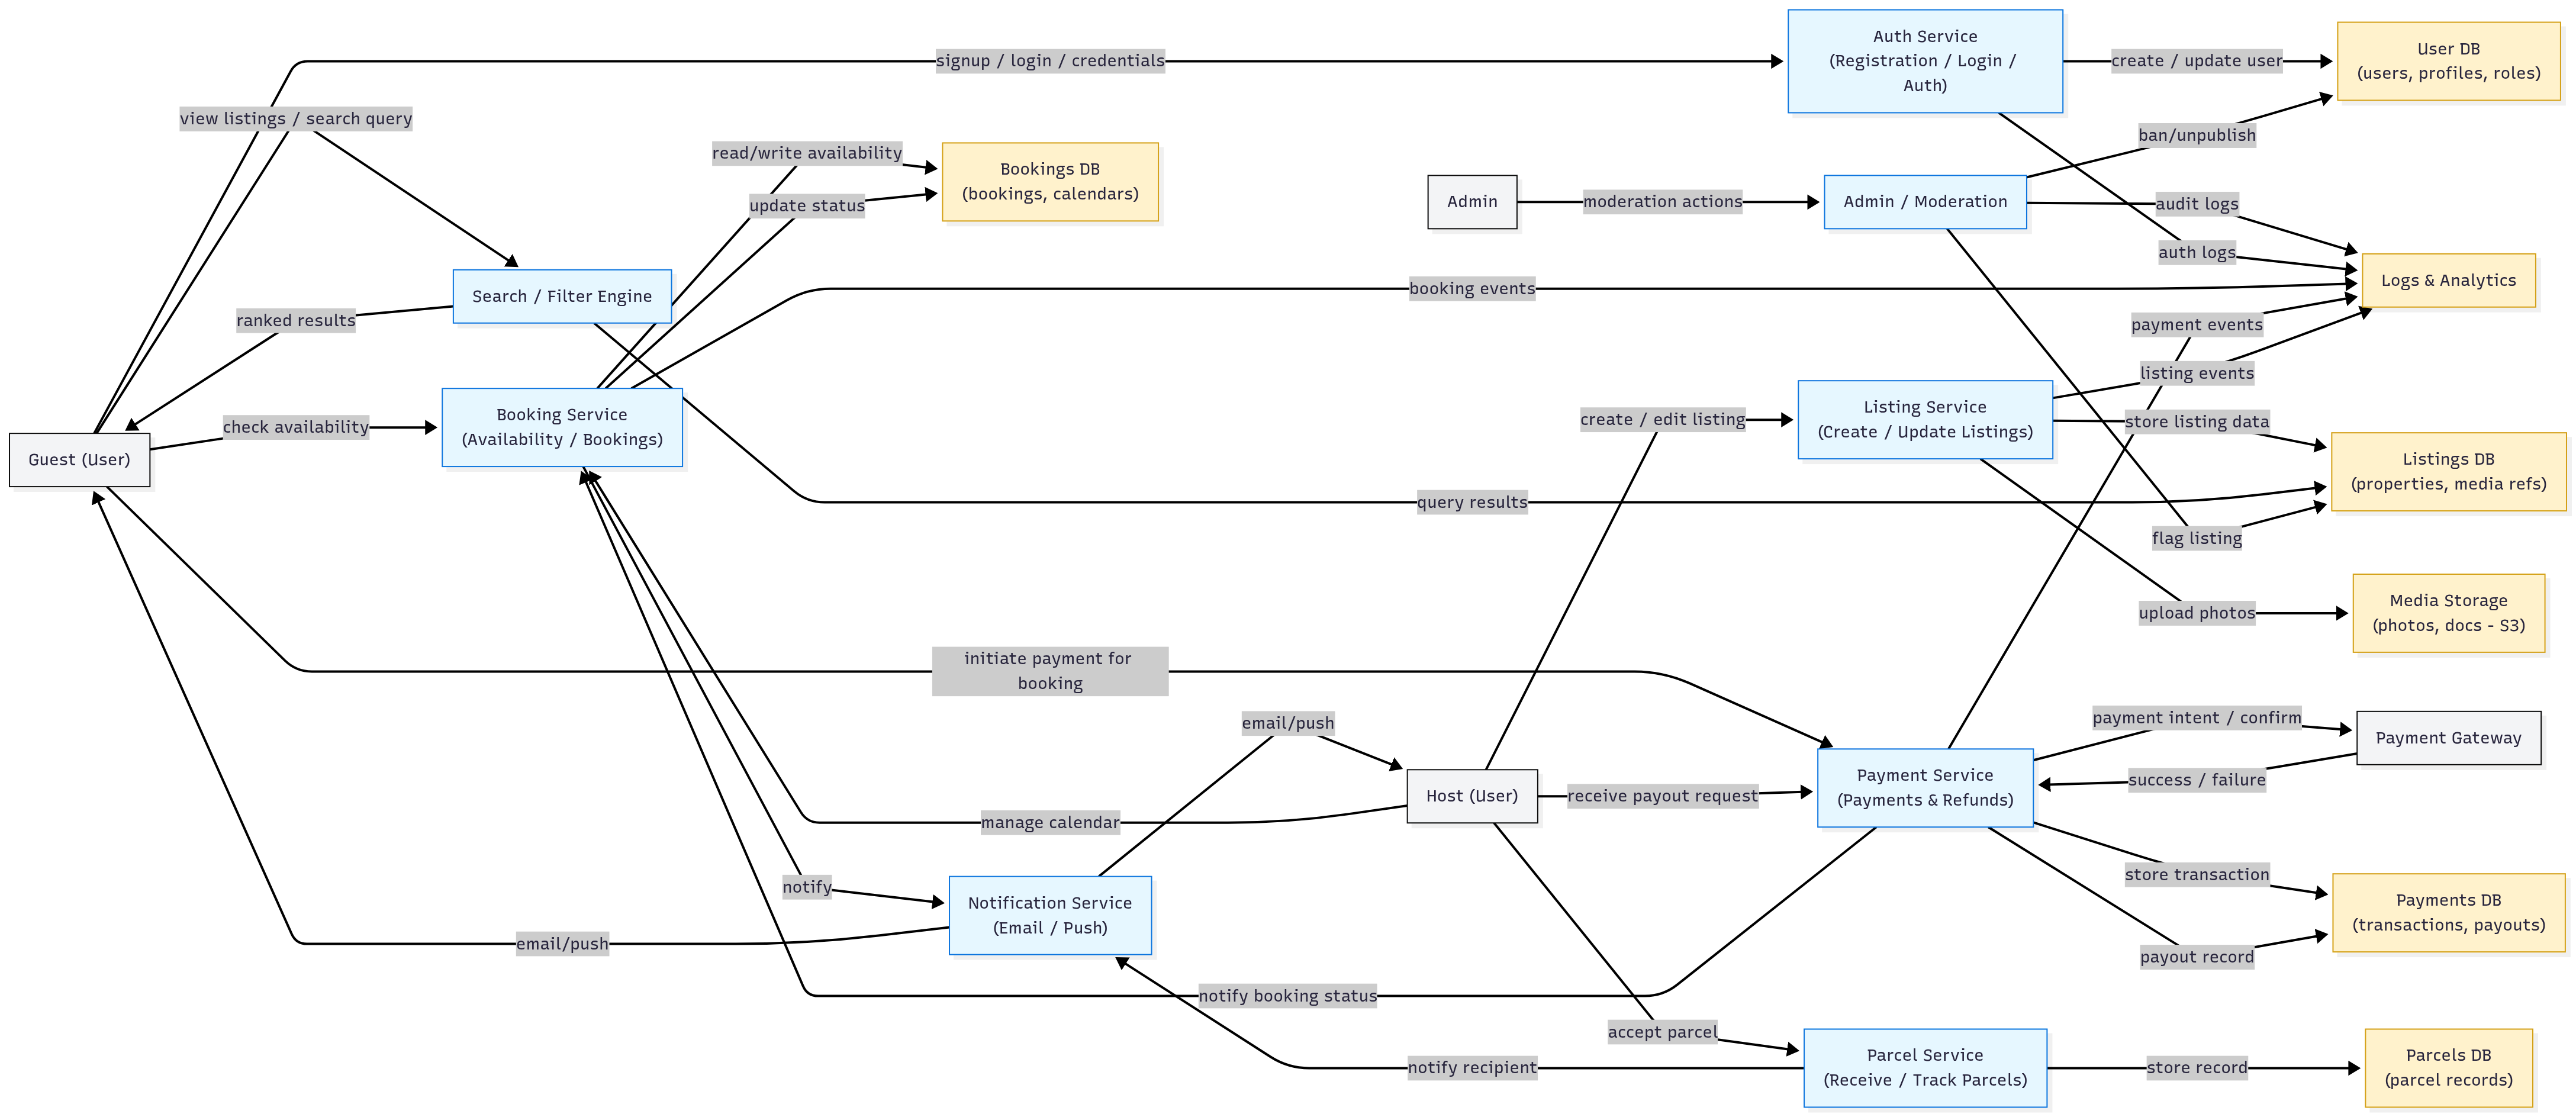 Auth Service
(Registration / Login /
Auth)
User DB
(users, profiles, roles)
signup / login / credentials
create / update user
view listings / search query
ban/unpublish
read/write availability
Bookings DB
(bookings, calendars)
update status
Admin
moderation actions
Admin / Moderation
audit logs
auth logs
Logs & Analytics
Search / Filter Engine
booking events
ranked results
payment events
listing events
Booking Service
(Availability / Bookings)
check availability
Guest (User)
create / edit listing
Listing Service
(Create / Update Listings)
store listing data
Listings DB
(properties, media refs)
query results
flag listing
Media Storage
(photos, docs - S3)
upload photos
initiate payment for
booking
email/push
payment intent / confirm
Payment Gateway
Host (User)
receive payout request
Payment Service
(Payments & Refunds)
success / failure
manage calendar
notify
Notification Service
(Email / Push)
store transaction
Payments DB
(transactions, payouts)
email/push
payout record
notify booking status
accept parcel
Parcel Service
(Receive / Track Parcels)
notify recipient
store record
Parcels DB
(parcel records)